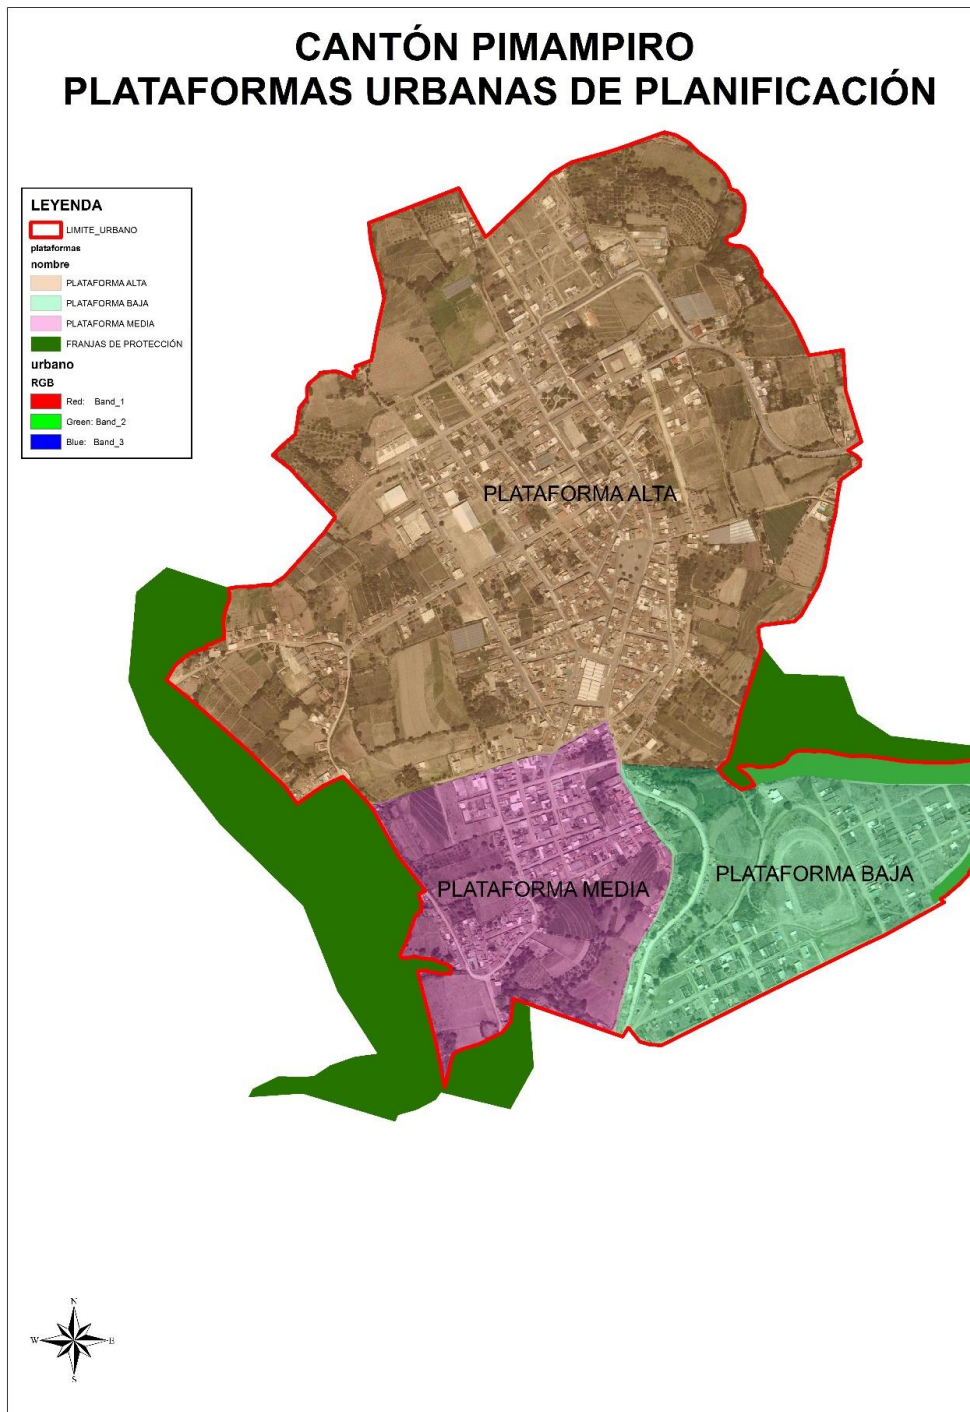 CANTÓN PIMAMPIRO
PLATAFORMAS URBANAS DE PLANIFICACIÓN
LEYENDA
LIMITE_URBANO
plataformas
nombre
PLATAFORMA ALTA
PLATAFORMA BAJA
PLATAFORMA MEDIA
FRANJAS DE PROTECCIÓN
urbano
RGB
Red: Band_1
Green: Band_2
Blue: Band_3
PLATAFORMA ALTA
PLATAFORMA BAJA
PLATAFORMA MEDIA
N
W
E
S